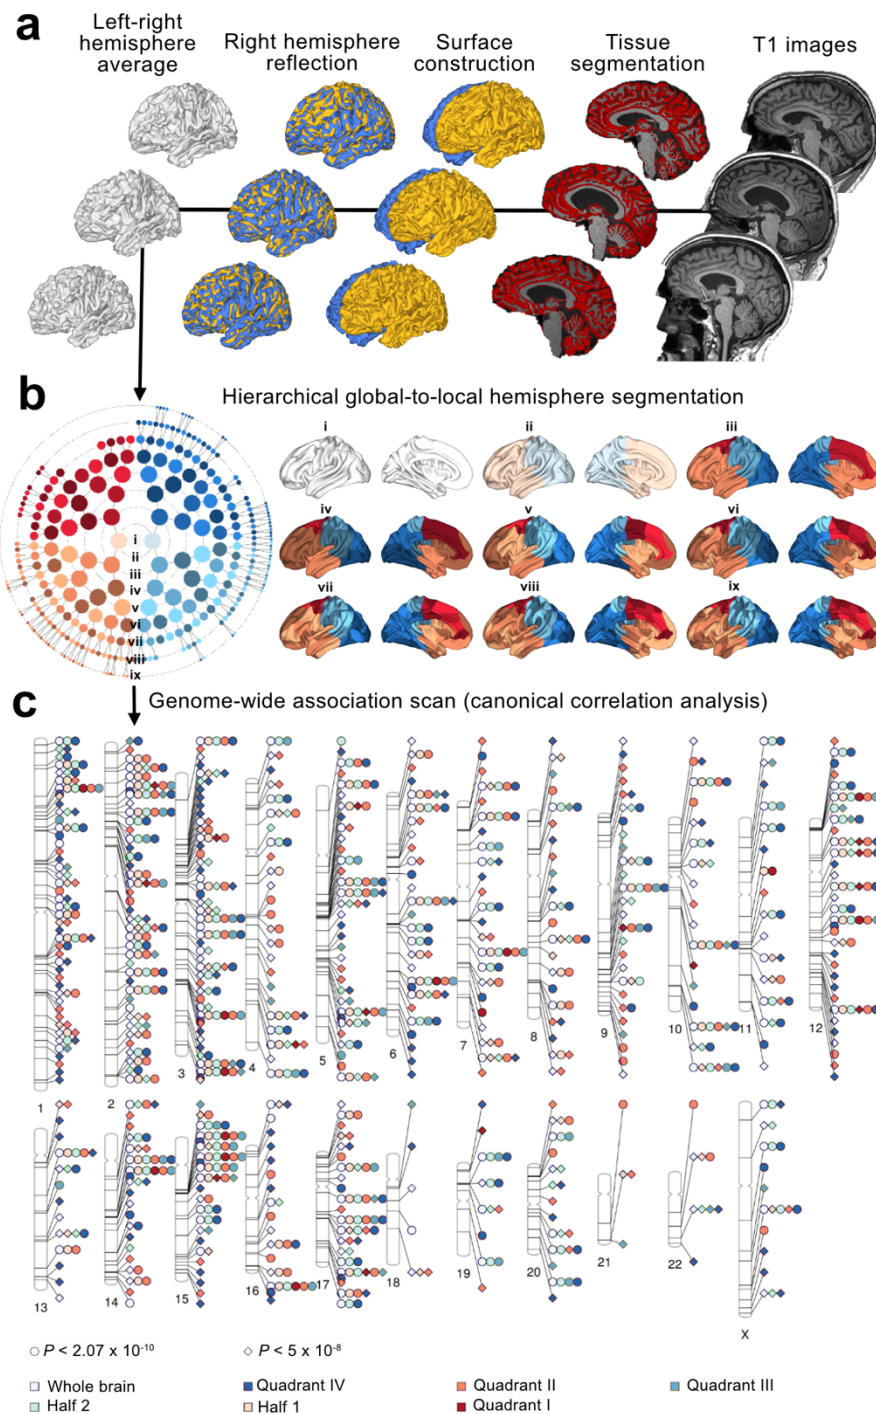 a
Left-right
hemisphere
average
Right hemisphere
reflection
Surface
construction
Tissue
segmentation
T1 images
b
Hierarchical global-to-local hemisphere segmentation
i
ii
iii
iv
v
vi
vii
viii
ix
i
ii
iii
iv
v
vi
vii
viii
ix
c
Genome-wide association scan (canonical correlation analysis)
1
2
3
4
5
6
7
8
9
10
11
12
13
14
15
16
17
18
19
20
21
22
X
P < 2.07 x 10⁻¹⁰
P < 5 x 10⁻⁸
Whole brain
Quadrant IV
Quadrant II
Quadrant III
Half 2
Half 1
Quadrant I